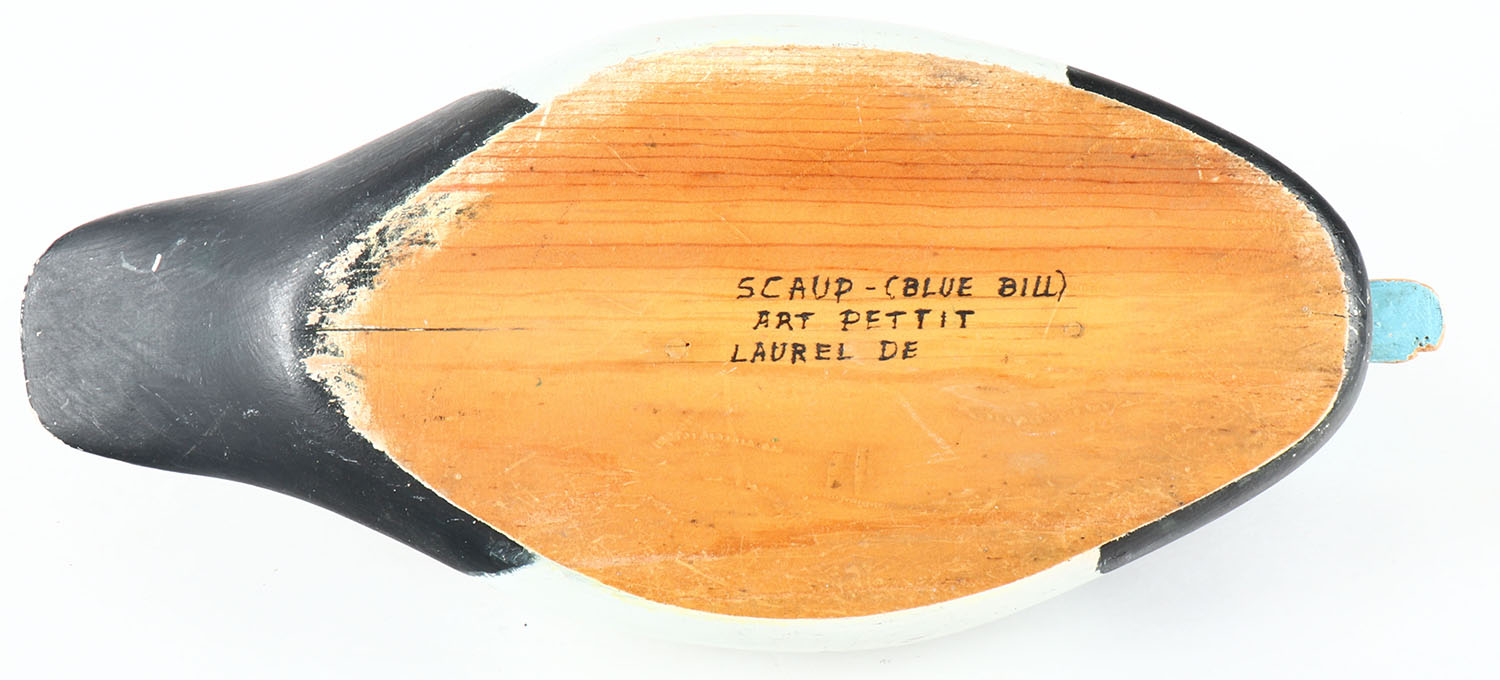 SCAUP - (BLUE BILL)
ART PETTIT
LAUREL DE